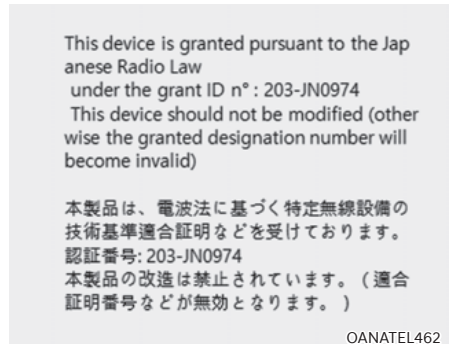 This device is granted pursuant to the Jap
anese Radio Law
under the grant ID n° : 203-JN0974
This device should not be modified (other
wise the granted designation number will
become invalid)
本製品は、電波法に基づく特定無線設備の
技術基準適合証明などを受けております。
認証番号: 203-JN0974
本製品の改造は禁止されています。(適合
証明番号などが無効となります。)
OANATEL462